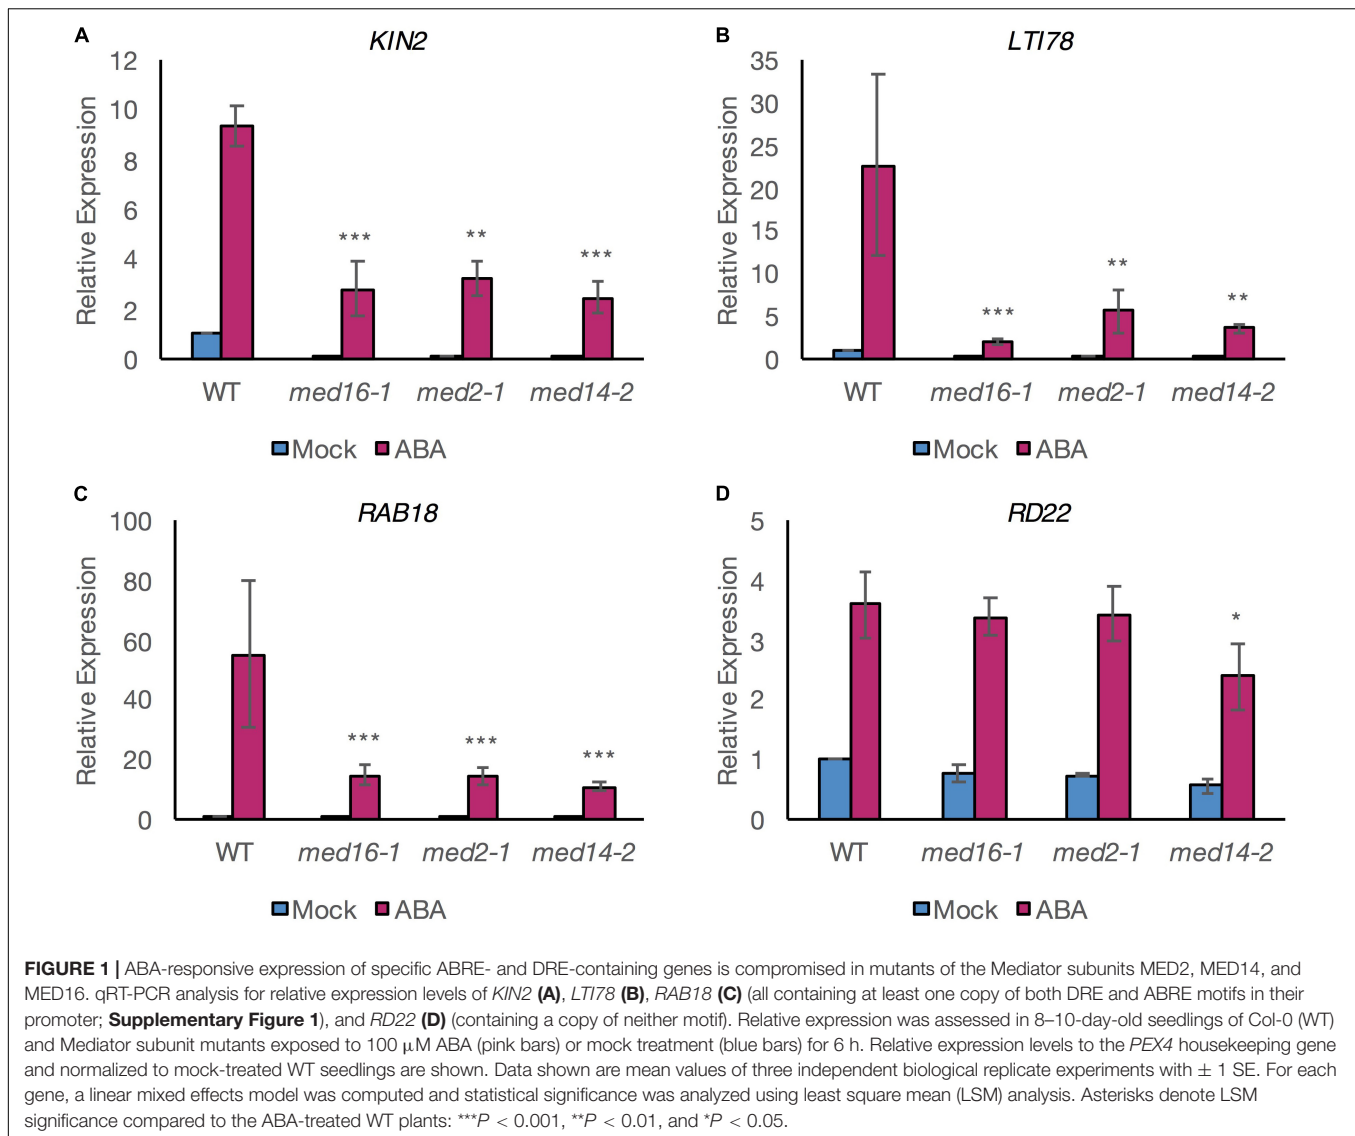 A
KIN2
Relative Expression
12
10
8
6
4
2
0
***
**
***
WT med16-1 med2-1 med14-2
Mock ABA
B
LTI78
Relative Expression
35
30
25
20
15
10
5
0
***
**
**
WT med16-1 med2-1 med14-2
Mock ABA
C
RAB18
Relative Expression
100
80
60
40
20
0
***
***
***
WT med16-1 med2-1 med14-2
Mock ABA
D
RD22
Relative Expression
5
4
3
2
1
0
*
WT med16-1 med2-1 med14-2
Mock ABA
FIGURE 1 | ABA-responsive expression of specific ABRE- and DRE-containing genes is compromised in mutants of the Mediator subunits MED2, MED14, and
MED16. qRT-PCR analysis for relative expression levels of KIN2 (A), LTI78 (B), RAB18 (C) (all containing at least one copy of both DRE and ABRE motifs in their
promoter; Supplementary Figure 1), and RD22 (D) (containing a copy of neither motif). Relative expression was assessed in 8–10-day-old seedlings of Col-0 (WT)
and Mediator subunit mutants exposed to 100 μM ABA (pink bars) or mock treatment (blue bars) for 6 h. Relative expression levels to the PEX4 housekeeping gene
and normalized to mock-treated WT seedlings are shown. Data shown are mean values of three independent biological replicate experiments with ± 1 SE. For each
gene, a linear mixed effects model was computed and statistical significance was analyzed using least square mean (LSM) analysis. Asterisks denote LSM
significance compared to the ABA-treated WT plants: ***P < 0.001, **P < 0.01, and *P < 0.05.